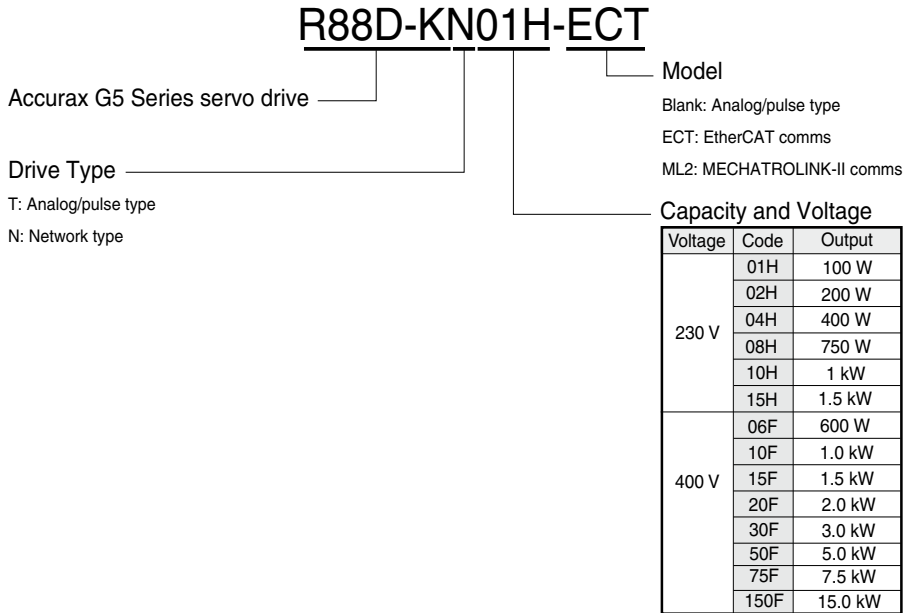 R88D-KN01H-ECT
Accurax G5 Series servo drive
Drive Type
T: Analog/pulse type
N: Network type
Model
Blank: Analog/pulse type
ECT: EtherCAT comms
ML2: MECHATROLINK-II comms
Capacity and Voltage
Voltage Code Output
230 V
01H 100 W
02H 200 W
04H 400 W
08H 750 W
10H 1 kW
15H 1.5 kW
400 V
06F 600 W
10F 1.0 kW
15F 1.5 kW
20F 2.0 kW
30F 3.0 kW
50F 5.0 kW
75F 7.5 kW
150F 15.0 kW